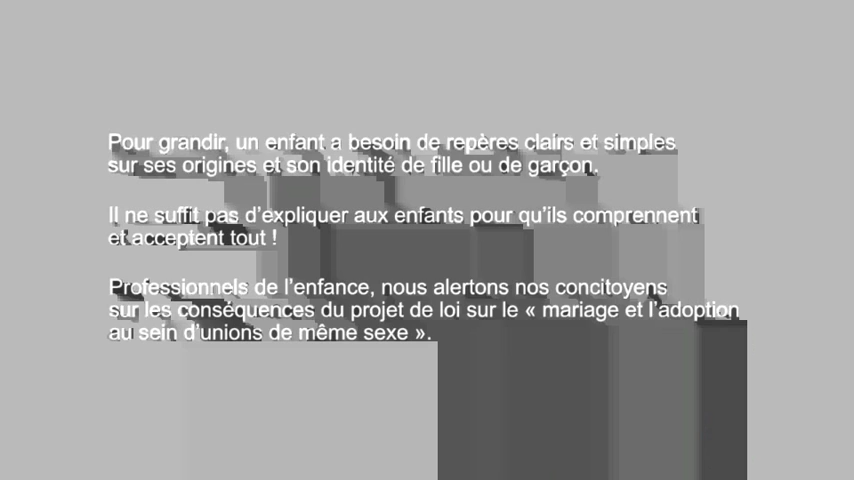 Pour grandir, un enfant a besoin de repères clairs et simples
sur ses origines et son identité de fille ou de garçon.
Il ne suffit pas d’expliquer aux enfants pour qu’ils comprennent
et acceptent tout !
Professionnels de l’enfance, nous alertons nos concitoyens
sur les conséquences du projet de loi sur le « mariage et l’adoption
au sein d’unions de même sexe ».